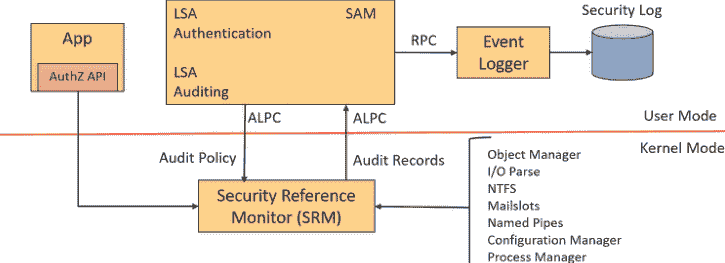 App
AuthZ API
LSA
Authentication
SAM
LSA
Auditing
RPC
Event
Logger
Security Log
ALPC
ALPC
User Mode
Kernel Mode
Audit Policy
Audit Records
Security Reference
Monitor (SRM)
Object Manager
I/O Parse
NTFS
Mailslots
Named Pipes
Configuration Manager
Process Manager